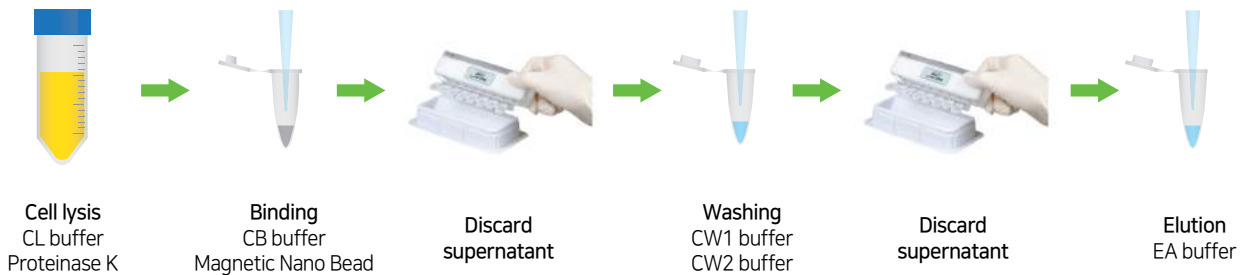 Cell lysis
CL buffer
Proteinase K
Binding
CB buffer
Magnetic Nano Bead
Discard
supernatant
Washing
CW1 buffer
CW2 buffer
Discard
supernatant
Elution
EA buffer